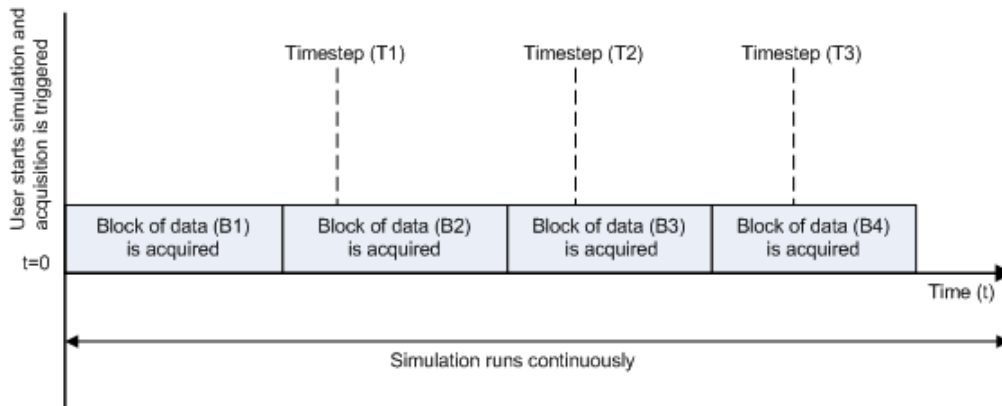 User starts simulation and
acquisition is triggered
Timestep (T1)
Timestep (T2)
Timestep (T3)
Block of data (B1)
is acquired
Block of data (B2)
is acquired
Block of data (B3)
is acquired
Block of data (B4)
is acquired
t=0
Time (t)
Simulation runs continuously